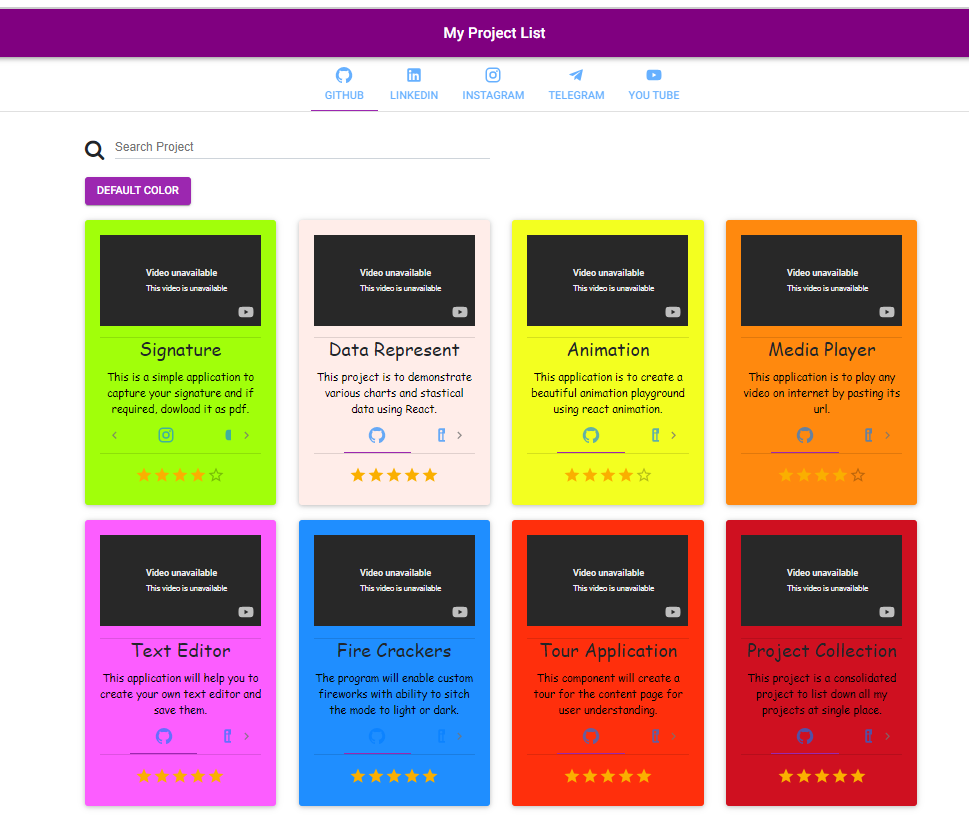 My Project List
GITHUB
LINKEDIN
INSTAGRAM
TELEGRAM
YOU TUBE
Search Project
DEFAULT COLOR
Video unavailable
This video is unavailable
Signature
This is a simple application to
capture your signature and if
required, dowload it as pdf.
Video unavailable
This video is unavailable
Data Represent
This project is to demonstrate
various charts and stastical
data using React.
Video unavailable
This video is unavailable
Animation
This application is to create a
beautiful animation playground
using react animation.
Video unavailable
This video is unavailable
Media Player
This application is to play any
video on internet by pasting its
url.
Video unavailable
This video is unavailable
Text Editor
This application will help you to
create your own text editor and
save them.
Video unavailable
This video is unavailable
Fire Crackers
The program will enable custom
fireworks with ability to sitch
the mode to light or dark.
Video unavailable
This video is unavailable
Tour Application
This component will create a
tour for the content page for
user understanding.
Video unavailable
This video is unavailable
Project Collection
This project is a consolidated
project to list down all my
projects at single place.